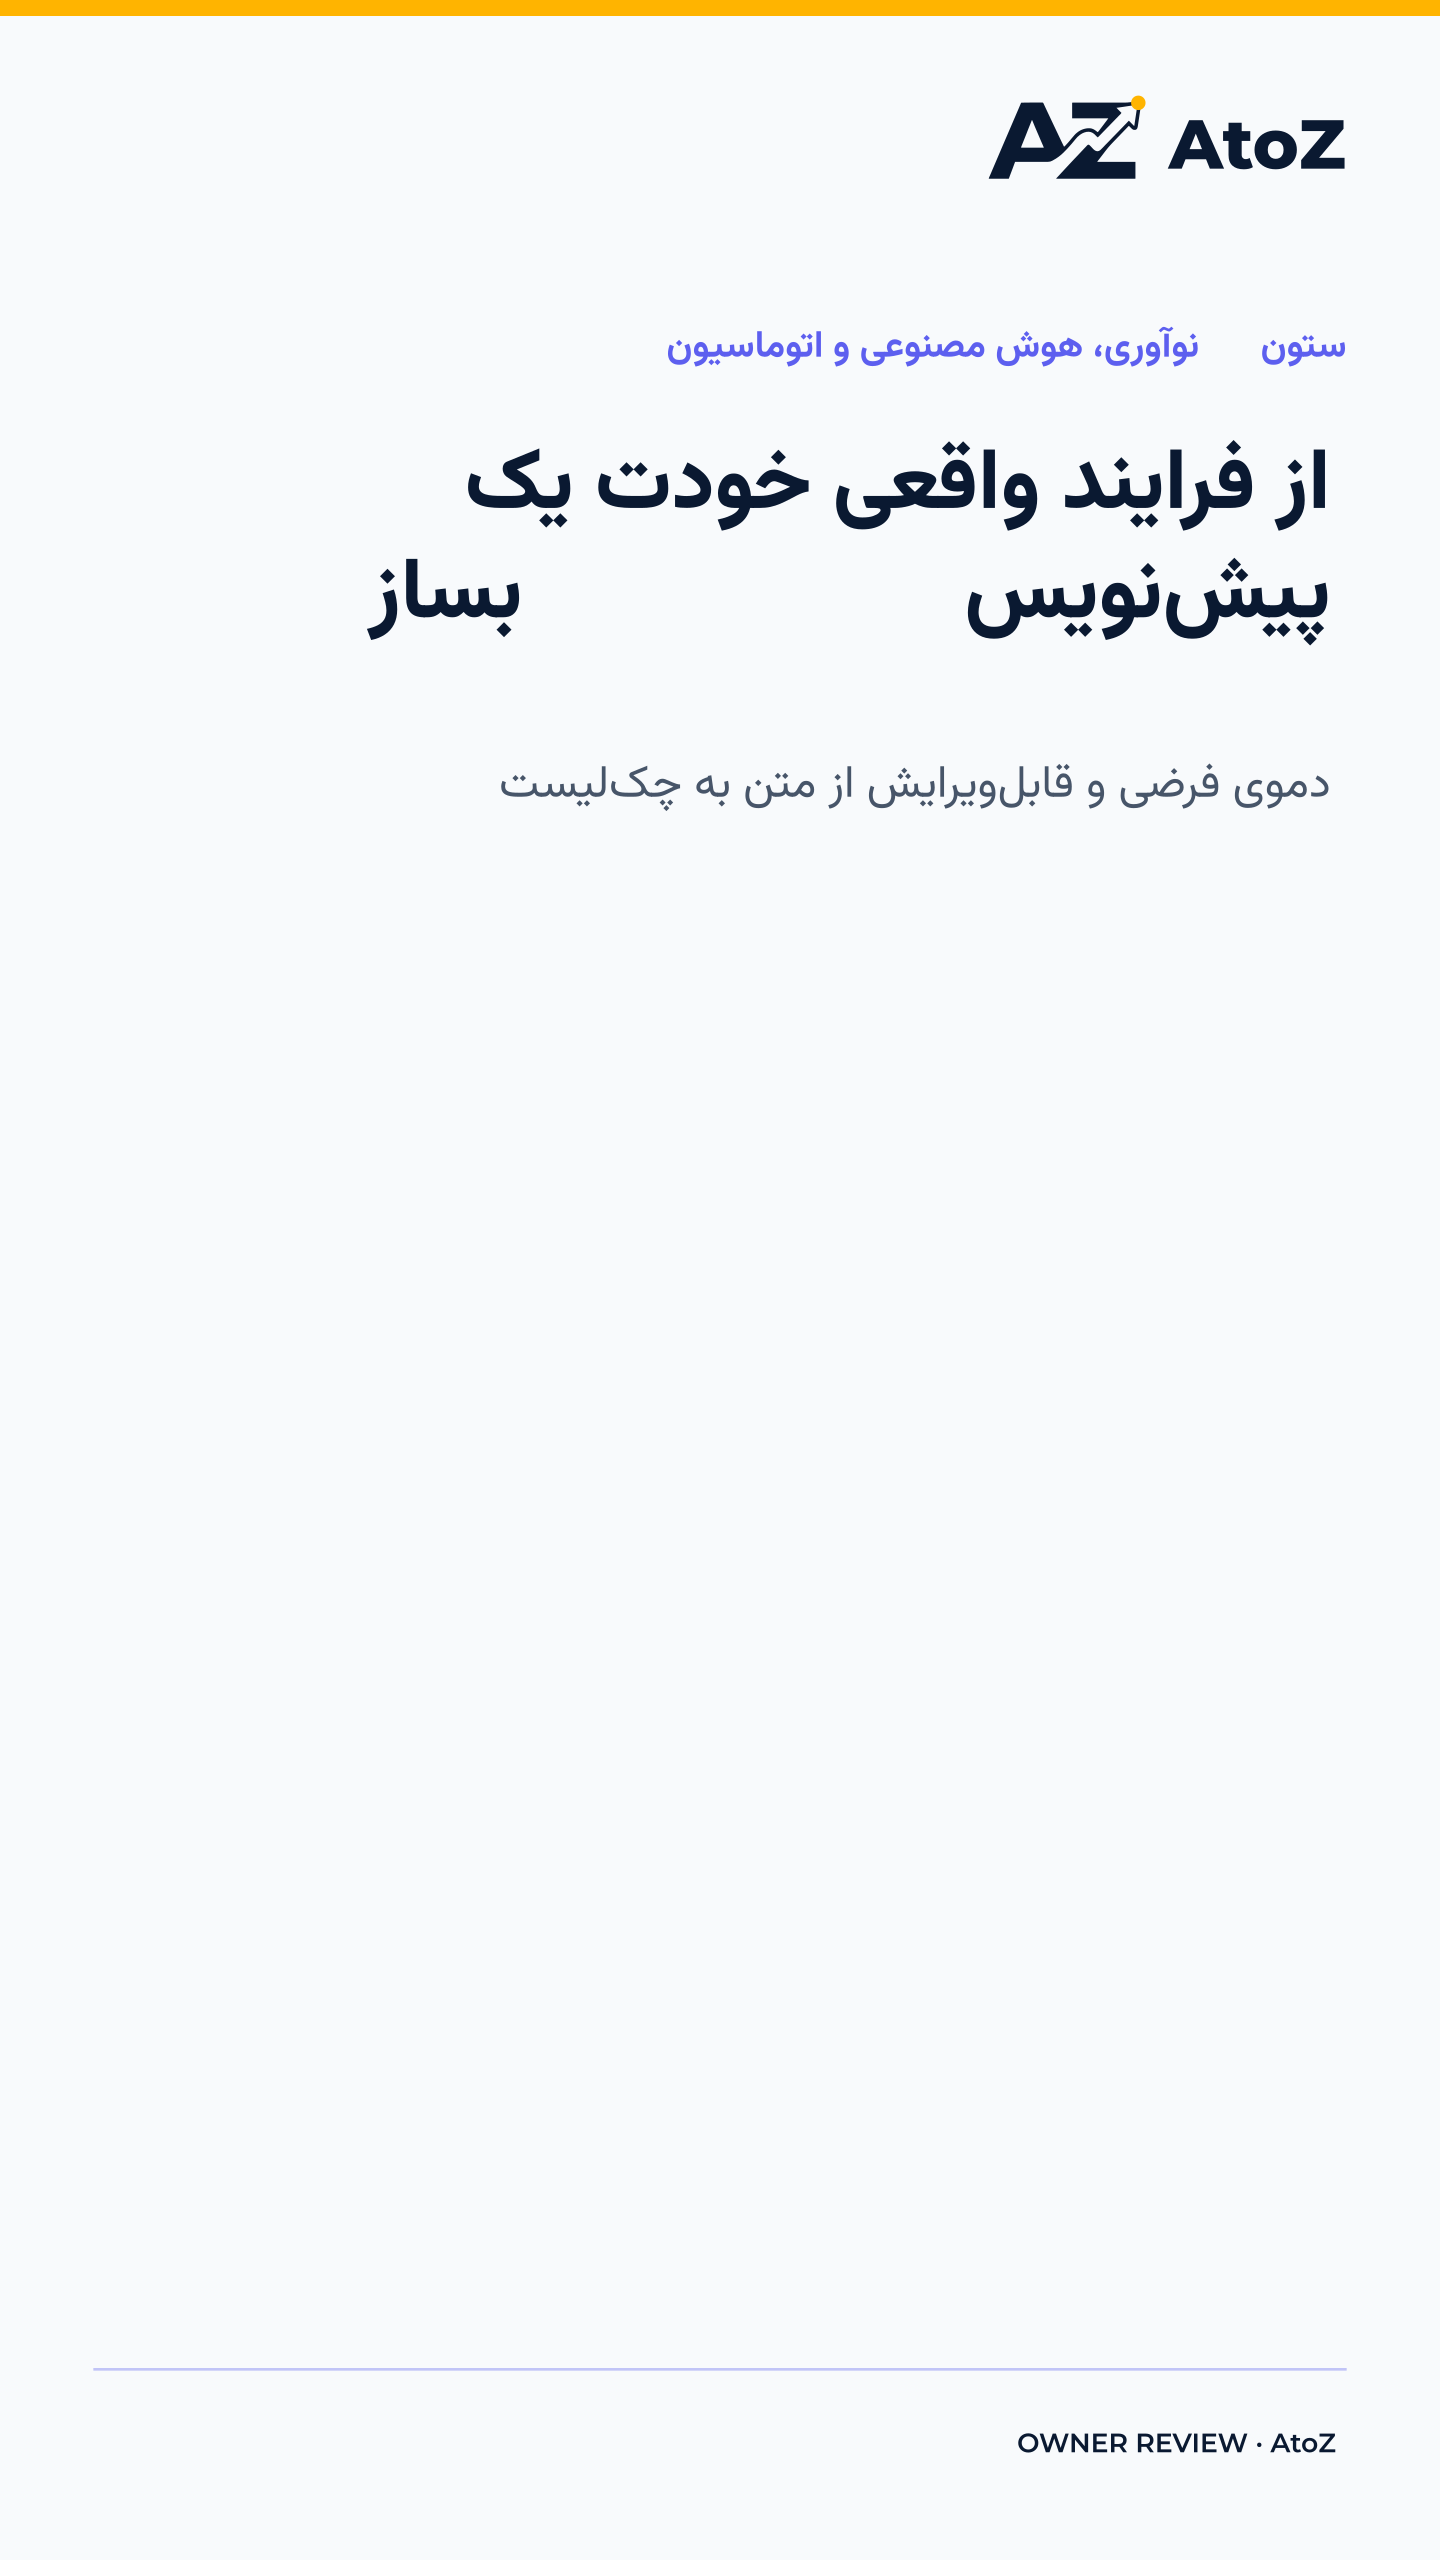 AZ AtoZ
ستون نوآوری، هوش مصنوعی و اتوماسیون
از فرایند واقعی خودت یک
پیش‌نویس بساز
دموی فرضی و قابل‌ویرایش از متن به چک‌لیست
OWNER REVIEW · AtoZ